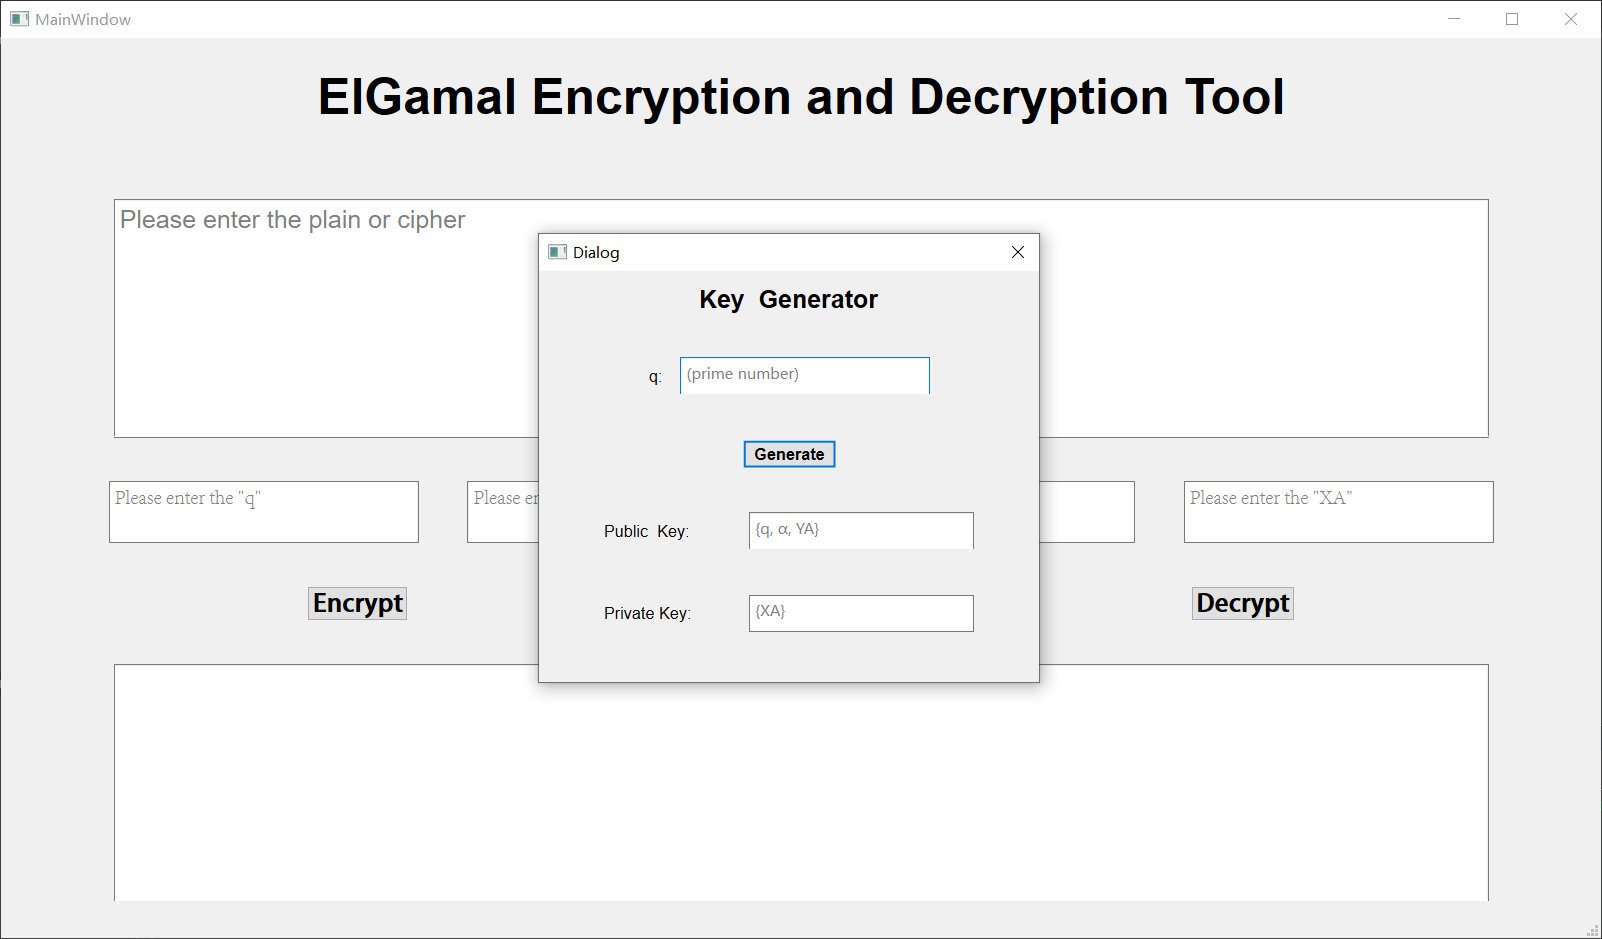 MainWindow
ElGamal Encryption and Decryption Tool
Please enter the plain or cipher
Dialog
Key Generator
q: (prime number)
Generate
Please enter the "q"
Please
Please enter the "XA"
Public Key: {q, α, YA}
Encrypt
Decrypt
Private Key: {XA}